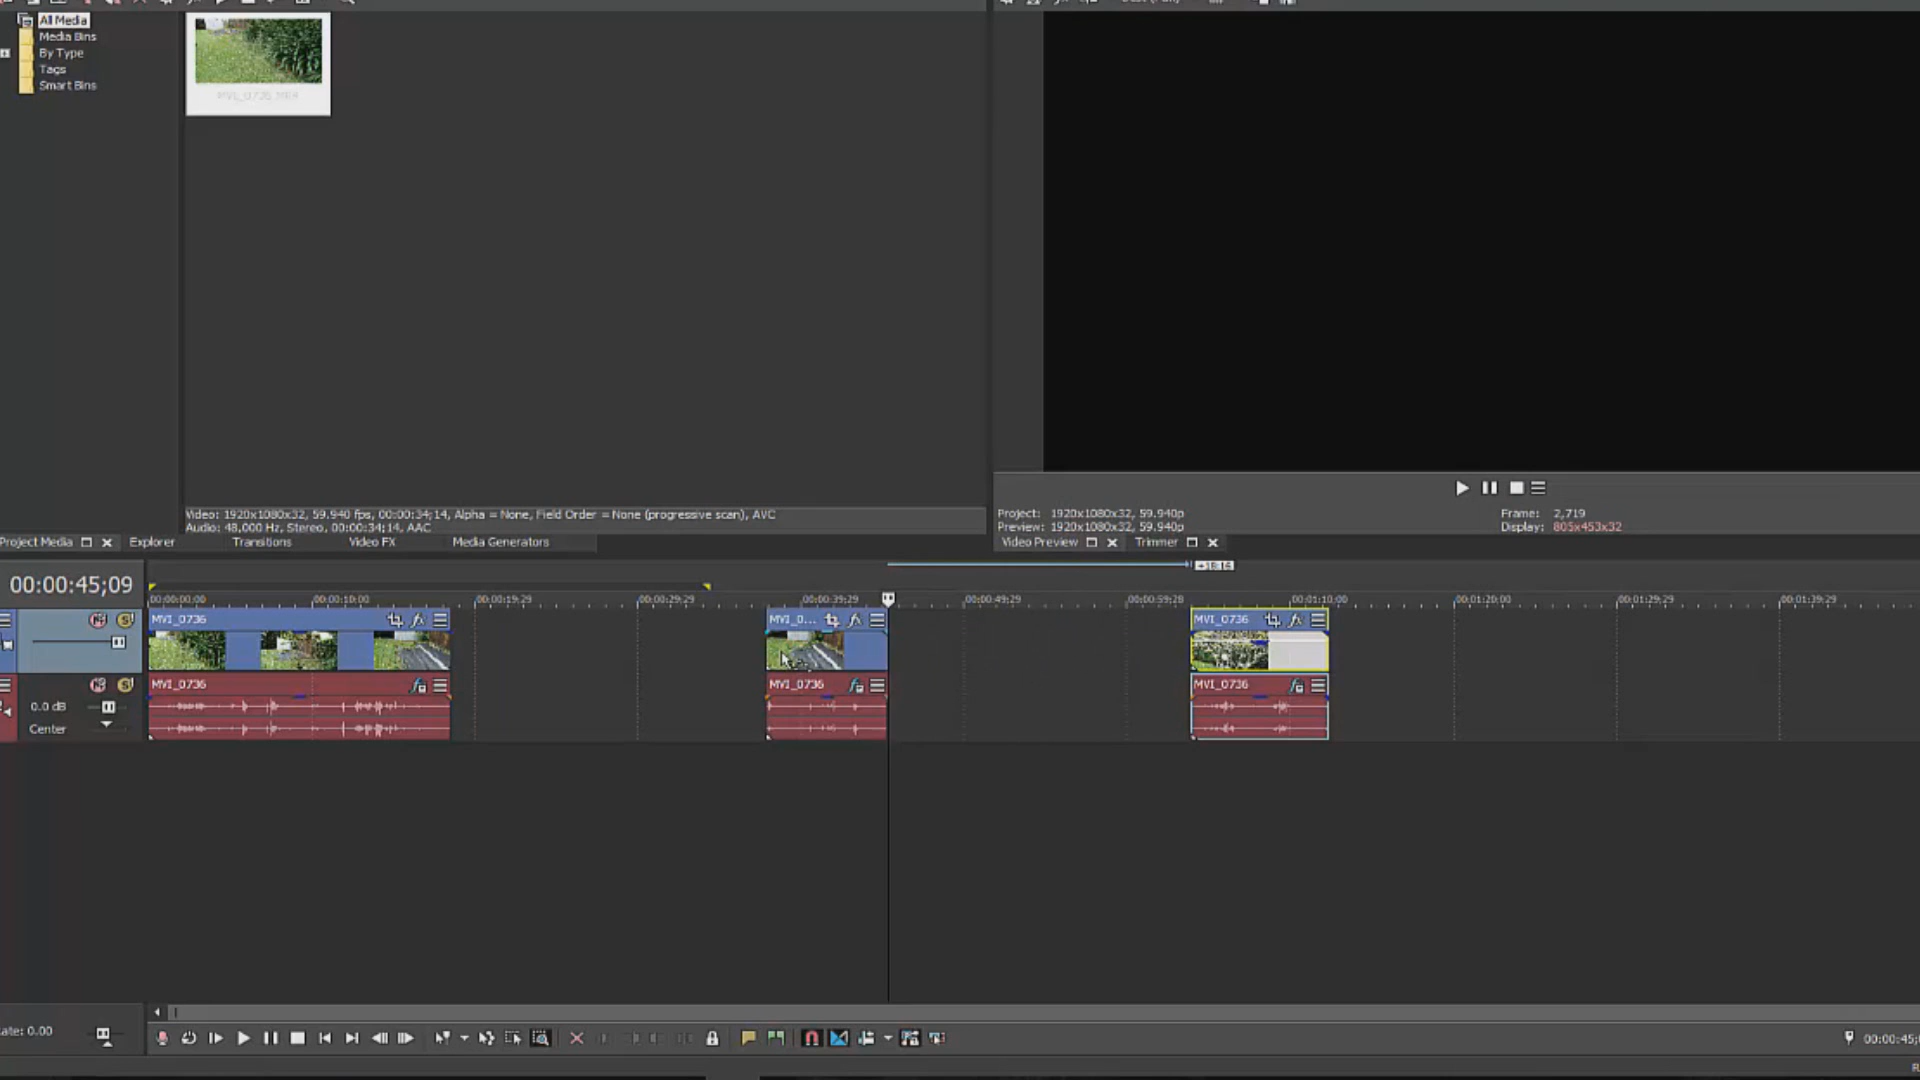 All Media
Media Bins
By Type
Tags
Smart Bins
MVI_0736.MP4
Video: 1920x1080x32, 59.940 fps, 00:00:34;14, Alpha = None, Field Order = None (progressive scan), AVC
Audio: 48,000 Hz, Stereo, 00:00:34;14, AAC
Project: 1920x1080x32, 59.940p
Preview: 1920x1080x32, 59.940p
Frame: 2,719
Display: 805x453x32
Project Media Explorer Transitions Video FX Media Generators
Video Preview Trimmer
+18:16
00:00:45;09
00:00:00;00 00:00:10;00 00:00:19;29 00:00:29;29 00:00:39;29 00:00:49;29 00:00:59;28 00:01:10;00 00:01:20;00 00:01:29;29 00:01:39;29
MVI_0736 MVI_0... MVI_0736
MVI_0736 MVI_0736 MVI_0736
0.0 dB
Center
ate: 0.00
00:00:45;